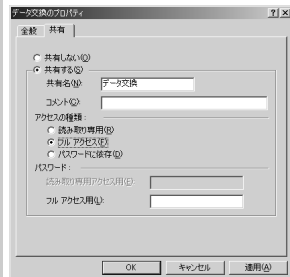 データ交換のプロパティ
全般 共有
共有しない(O)
共有する(S)
共有名(N): データ交換
コメント(C):
アクセスの種類:
読み取り専用(R)
フル アクセス(F)
パスワードに依存(D)
パスワード:
読み取り専用アクセス用(E):
フル アクセス用(L):
OK キャンセル 適用(A)